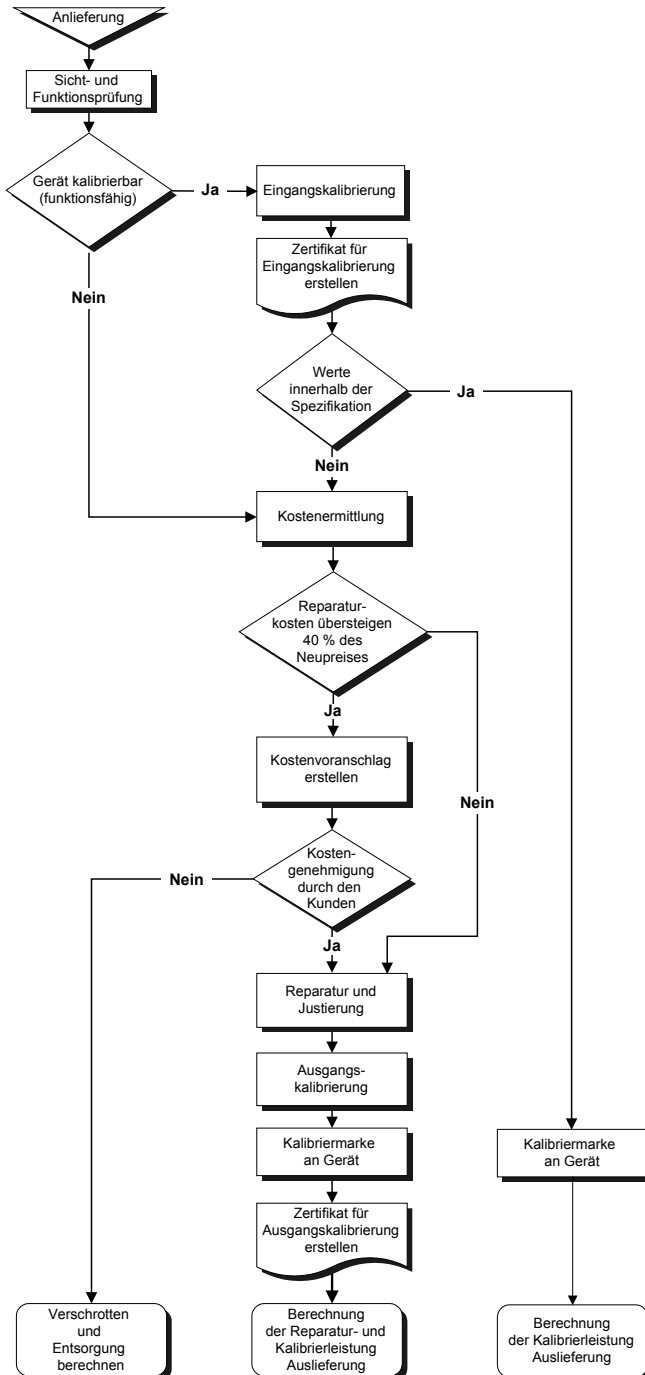 Anlieferung
Sicht- und
Funktionsprüfung
Gerät kalibrierbar
(funktionsfähig)
Ja
Eingangskalibrierung
Zertifikat für
Eingangskalibrierung
erstellen
Nein
Werte
innerhalb der
Spezifikation
Ja
Nein
Kostenermittlung
Reparatur-
kosten übersteigen
40 % des
Neupreises
Ja
Kostenvoranschlag
erstellen
Nein
Kosten-
genehmigung
durch den
Kunden
Nein
Ja
Reparatur und
Justierung
Ausgangs-
kalibrierung
Kalibriermarke
an Gerät
Kalibriermarke
an Gerät
Zertifikat für
Ausgangskalibrierung
erstellen
Verschrotten
und
Entsorgung
berechnen
Berechnung
der Reparatur- und
Kalibrierleistung
Auslieferung
Berechnung
der Kalibrierleistung
Auslieferung